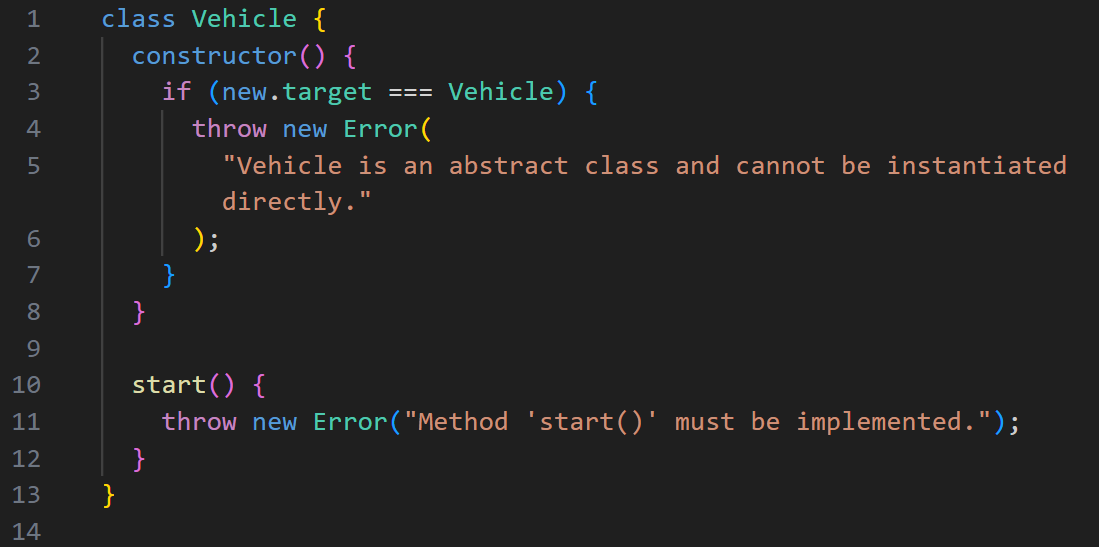 1 class Vehicle {
2   constructor() {
3     if (new.target === Vehicle) {
4       throw new Error(
5         "Vehicle is an abstract class and cannot be instantiated
        directly."
6       );
7     }
8   }
9
10   start() {
11     throw new Error("Method 'start()' must be implemented.");
12   }
13 }
14